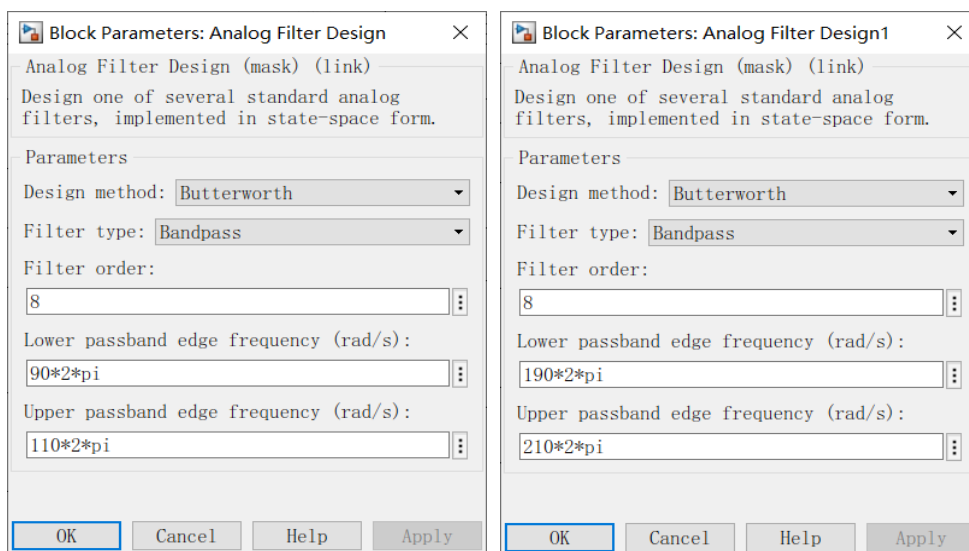 Block Parameters: Analog Filter Design
Analog Filter Design (mask) (link)
Design one of several standard analog
filters, implemented in state-space form.
Parameters
Design method: Butterworth
Filter type: Bandpass
Filter order:
8
Lower passband edge frequency (rad/s):
90*2*pi
Upper passband edge frequency (rad/s):
110*2*pi
OK Cancel Help Apply
Block Parameters: Analog Filter Design1
Analog Filter Design (mask) (link)
Design one of several standard analog
filters, implemented in state-space form.
Parameters
Design method: Butterworth
Filter type: Bandpass
Filter order:
8
Lower passband edge frequency (rad/s):
190*2*pi
Upper passband edge frequency (rad/s):
210*2*pi
OK Cancel Help Apply